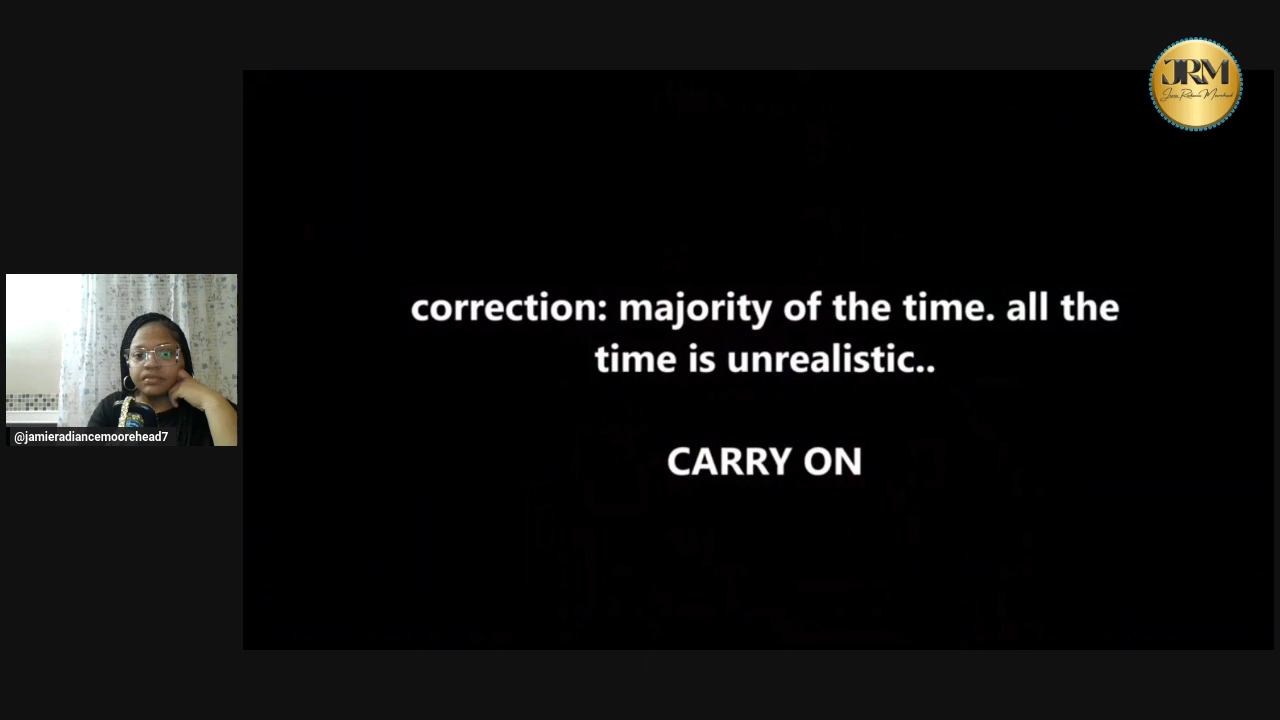 JRM
correction: majority of the time. all the
time is unrealistic..
CARRY ON
@jamieradiancemoorehead7